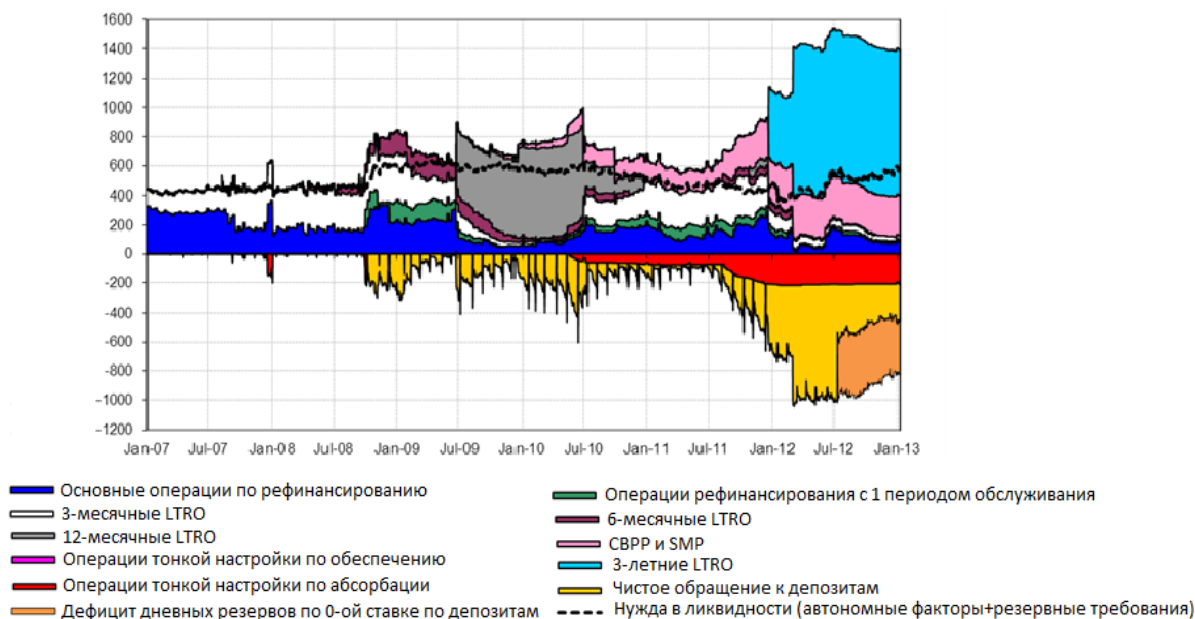 1600
1400
1200
1000
800
600
400
200
0
-200
-400
-600
-800
-1000
-1200
Jan-07 Jul-07 Jan-08 Jul-08 Jan-09 Jul-09 Jan-10 Jul-10 Jan-11 Jul-11 Jan-12 Jul-12 Jan-13
Основные операции по рефинансированию
3-месячные LTRO
12-месячные LTRO
Операции тонкой настройки по обеспечению
Операции тонкой настройки по абсорбации
Дефицит дневных резервов по 0-ой ставке по депозитам
Операции рефинансирования с 1 периодом обслуживания
6-месячные LTRO
CBPP и SMP
3-летние LTRO
Чистое обращение к депозитам
Нужда в ликвидности (автономные факторы+резервные требования)